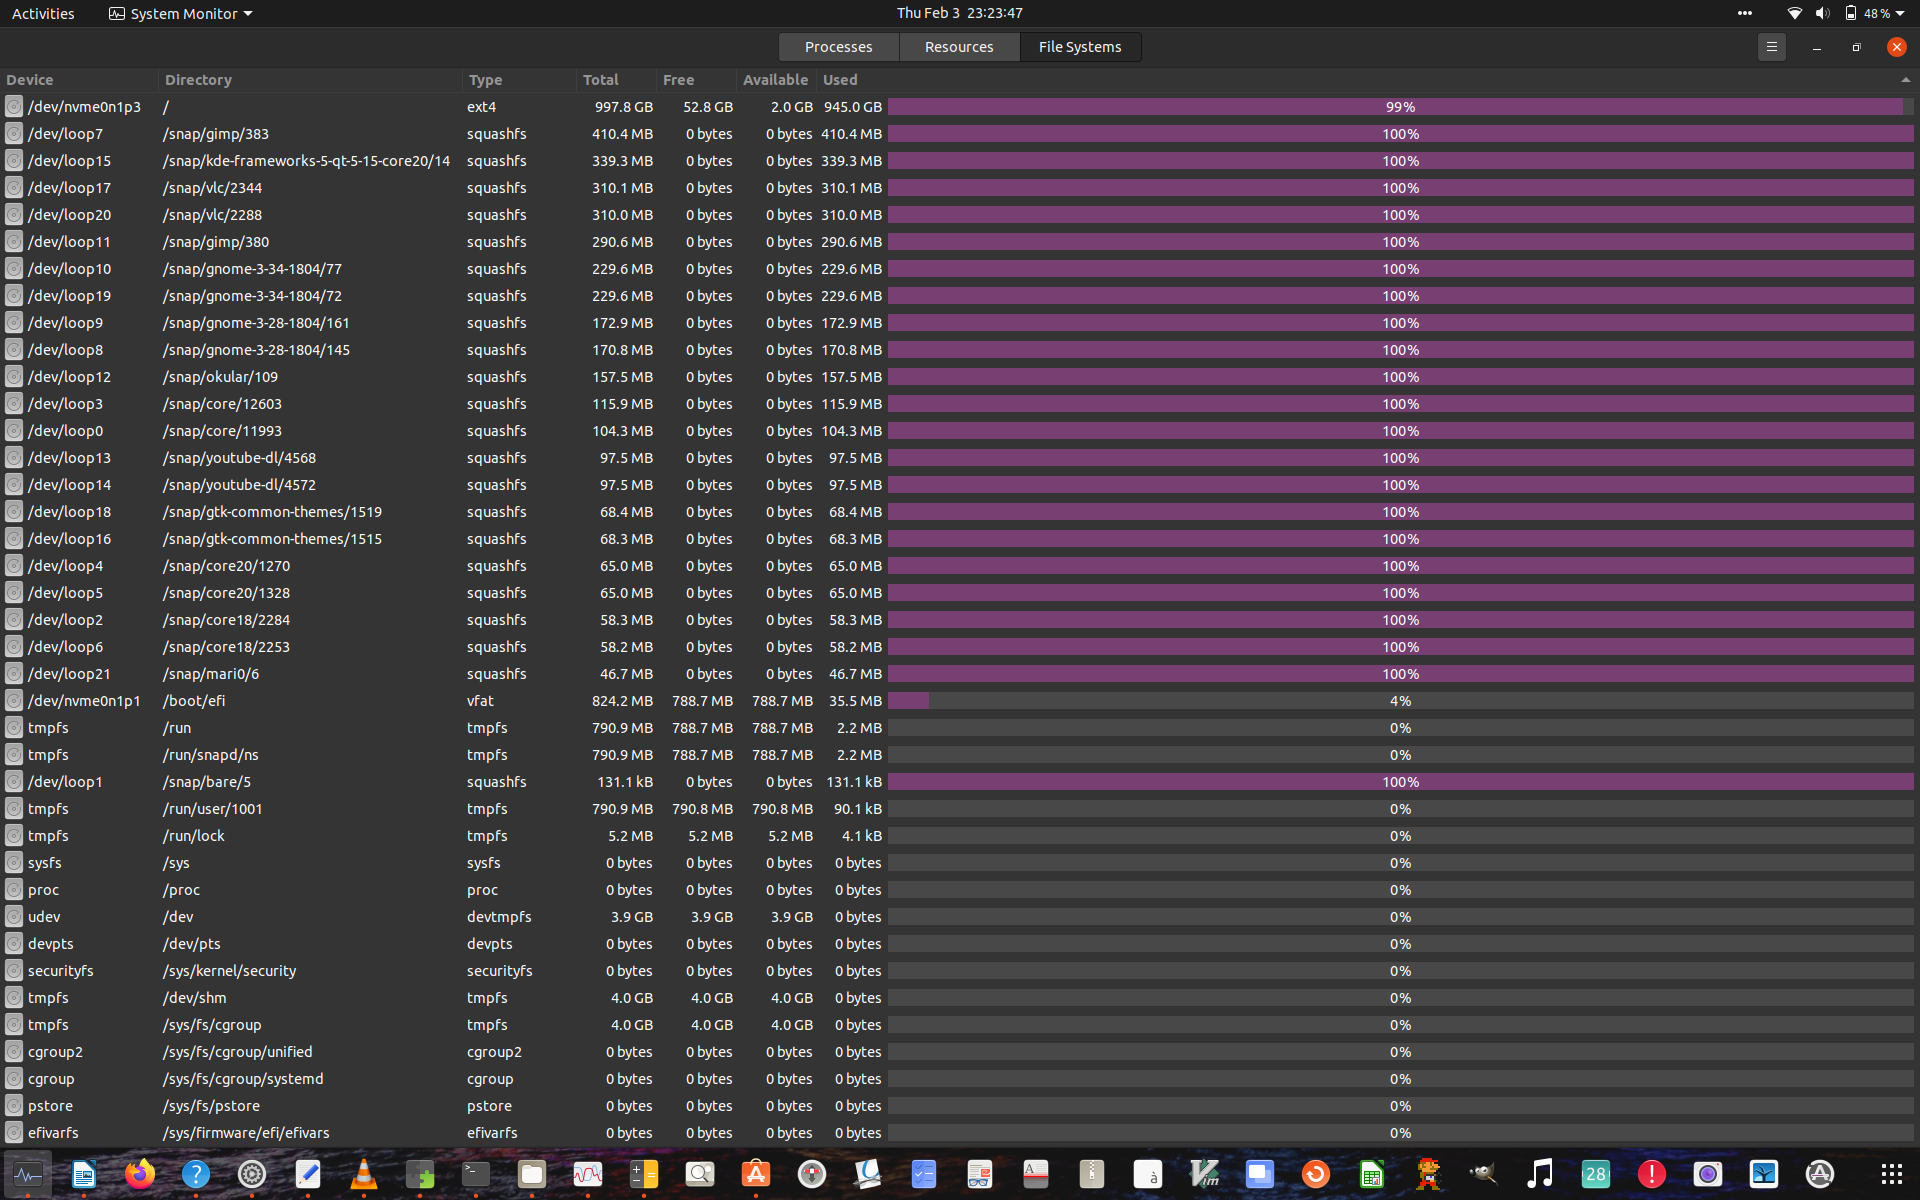 Activities System Monitor Thu Feb 3 23:23:47 48 %
Processes Resources File Systems
Device Directory Type Total Free Available Used
/dev/nvme0n1p3 / ext4 997.8 GB 52.8 GB 2.0 GB 945.0 GB 99%
/dev/loop7 /snap/gimp/383 squashfs 410.4 MB 0 bytes 0 bytes 410.4 MB 100%
/dev/loop15 /snap/kde-frameworks-5-qt-5-15-core20/14 squashfs 339.3 MB 0 bytes 0 bytes 339.3 MB 100%
/dev/loop17 /snap/vlc/2344 squashfs 310.1 MB 0 bytes 0 bytes 310.1 MB 100%
/dev/loop20 /snap/vlc/2288 squashfs 310.0 MB 0 bytes 0 bytes 310.0 MB 100%
/dev/loop11 /snap/gimp/380 squashfs 290.6 MB 0 bytes 0 bytes 290.6 MB 100%
/dev/loop10 /snap/gnome-3-34-1804/77 squashfs 229.6 MB 0 bytes 0 bytes 229.6 MB 100%
/dev/loop19 /snap/gnome-3-34-1804/72 squashfs 229.6 MB 0 bytes 0 bytes 229.6 MB 100%
/dev/loop9 /snap/gnome-3-28-1804/161 squashfs 172.9 MB 0 bytes 0 bytes 172.9 MB 100%
/dev/loop8 /snap/gnome-3-28-1804/145 squashfs 170.8 MB 0 bytes 0 bytes 170.8 MB 100%
/dev/loop12 /snap/okular/109 squashfs 157.5 MB 0 bytes 0 bytes 157.5 MB 100%
/dev/loop3 /snap/core/12603 squashfs 115.9 MB 0 bytes 0 bytes 115.9 MB 100%
/dev/loop0 /snap/core/11993 squashfs 104.3 MB 0 bytes 0 bytes 104.3 MB 100%
/dev/loop13 /snap/youtube-dl/4568 squashfs 97.5 MB 0 bytes 0 bytes 97.5 MB 100%
/dev/loop14 /snap/youtube-dl/4572 squashfs 97.5 MB 0 bytes 0 bytes 97.5 MB 100%
/dev/loop18 /snap/gtk-common-themes/1519 squashfs 68.4 MB 0 bytes 0 bytes 68.4 MB 100%
/dev/loop16 /snap/gtk-common-themes/1515 squashfs 68.3 MB 0 bytes 0 bytes 68.3 MB 100%
/dev/loop4 /snap/core20/1270 squashfs 65.0 MB 0 bytes 0 bytes 65.0 MB 100%
/dev/loop5 /snap/core20/1328 squashfs 65.0 MB 0 bytes 0 bytes 65.0 MB 100%
/dev/loop2 /snap/core18/2284 squashfs 58.3 MB 0 bytes 0 bytes 58.3 MB 100%
/dev/loop6 /snap/core18/2253 squashfs 58.2 MB 0 bytes 0 bytes 58.2 MB 100%
/dev/loop21 /snap/mari0/6 squashfs 46.7 MB 0 bytes 0 bytes 46.7 MB 100%
/dev/nvme0n1p1 /boot/efi vfat 824.2 MB 788.7 MB 788.7 MB 35.5 MB 4%
tmpfs /run tmpfs 790.9 MB 788.7 MB 788.7 MB 2.2 MB 0%
tmpfs /run/snapd/ns tmpfs 790.9 MB 788.7 MB 788.7 MB 2.2 MB 0%
/dev/loop1 /snap/bare/5 squashfs 131.1 kB 0 bytes 0 bytes 131.1 kB 100%
tmpfs /run/user/1001 tmpfs 790.9 MB 790.8 MB 790.8 MB 90.1 kB 0%
tmpfs /run/lock tmpfs 5.2 MB 5.2 MB 5.2 MB 4.1 kB 0%
sysfs /sys sysfs 0 bytes 0 bytes 0 bytes 0 bytes 0%
proc /proc proc 0 bytes 0 bytes 0 bytes 0 bytes 0%
udev /dev devtmpfs 3.9 GB 3.9 GB 3.9 GB 0 bytes 0%
devpts /dev/pts devpts 0 bytes 0 bytes 0 bytes 0 bytes 0%
securityfs /sys/kernel/security securityfs 0 bytes 0 bytes 0 bytes 0 bytes 0%
tmpfs /dev/shm tmpfs 4.0 GB 4.0 GB 4.0 GB 0 bytes 0%
tmpfs /sys/fs/cgroup tmpfs 4.0 GB 4.0 GB 4.0 GB 0 bytes 0%
cgroup2 /sys/fs/cgroup/unified cgroup2 0 bytes 0 bytes 0 bytes 0 bytes 0%
cgroup /sys/fs/cgroup/systemd cgroup 0 bytes 0 bytes 0 bytes 0 bytes 0%
pstore /sys/fs/pstore pstore 0 bytes 0 bytes 0 bytes 0 bytes 0%
efivarfs /sys/firmware/efi/efivars efivarfs 0 bytes 0 bytes 0 bytes 0 bytes 0%
? >_ A à Vim 28 !